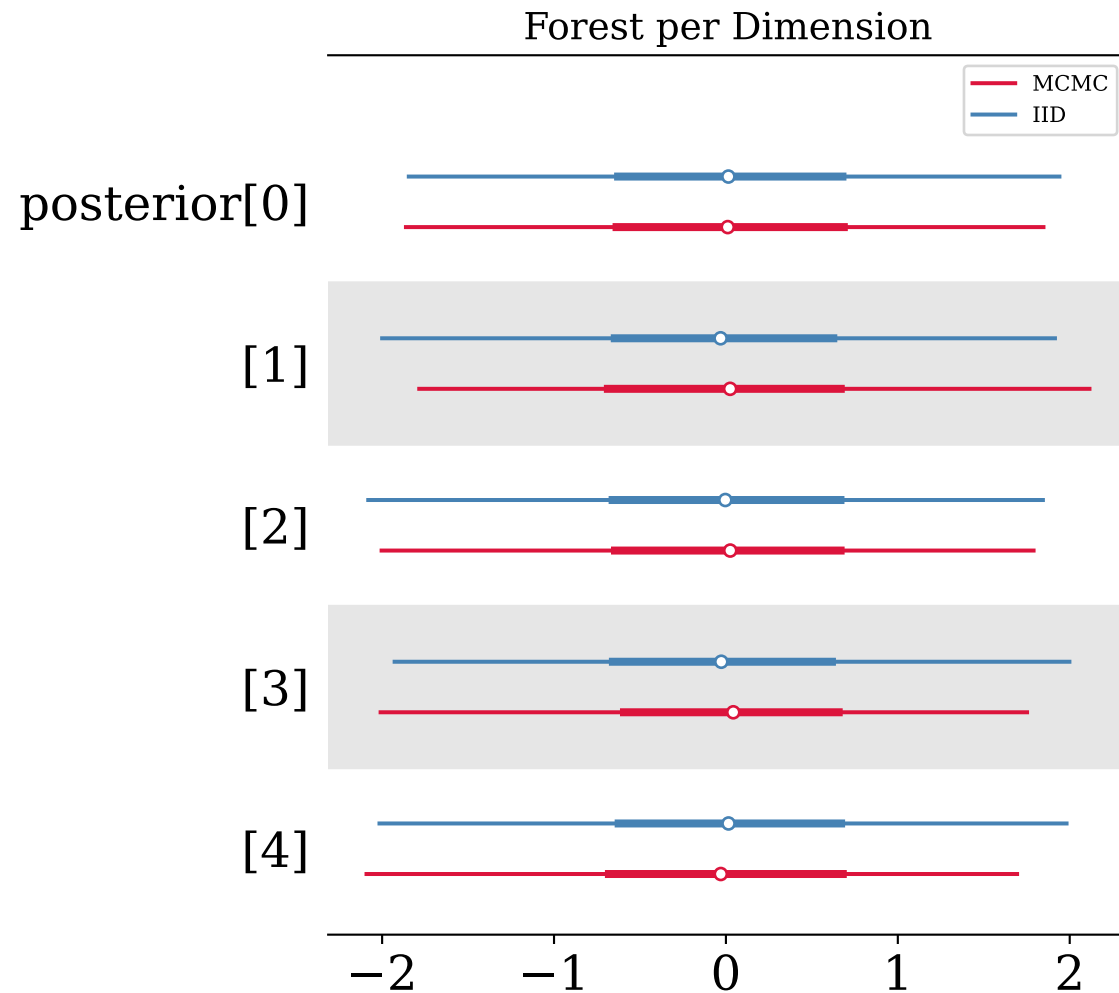 Forest per Dimension
MCMC
IID
posterior[0]
[1]
[2]
[3]
[4]
−2 −1 0 1 2